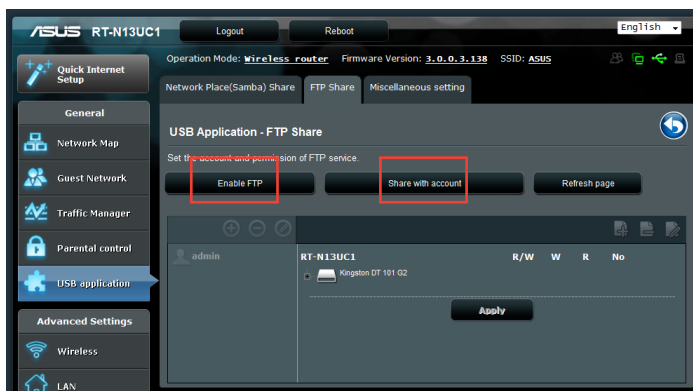 ASUS RT-N13UC1 Logout Reboot English
Operation Mode: Wireless router Firmware Version: 3.0.0.3.138 SSID: ASUS
Quick Internet
Setup
General
Network Map
Guest Network
Traffic Manager
Parental control
USB application
Advanced Settings
Wireless
LAN
Network Place(Samba) Share FTP Share Miscellaneous setting
USB Application - FTP Share
Set the account and permission of FTP service.
Enable FTP Share with account Refresh page
admin
RT-N13UC1 R/W W R No
Kingston DT 101 G2
Apply